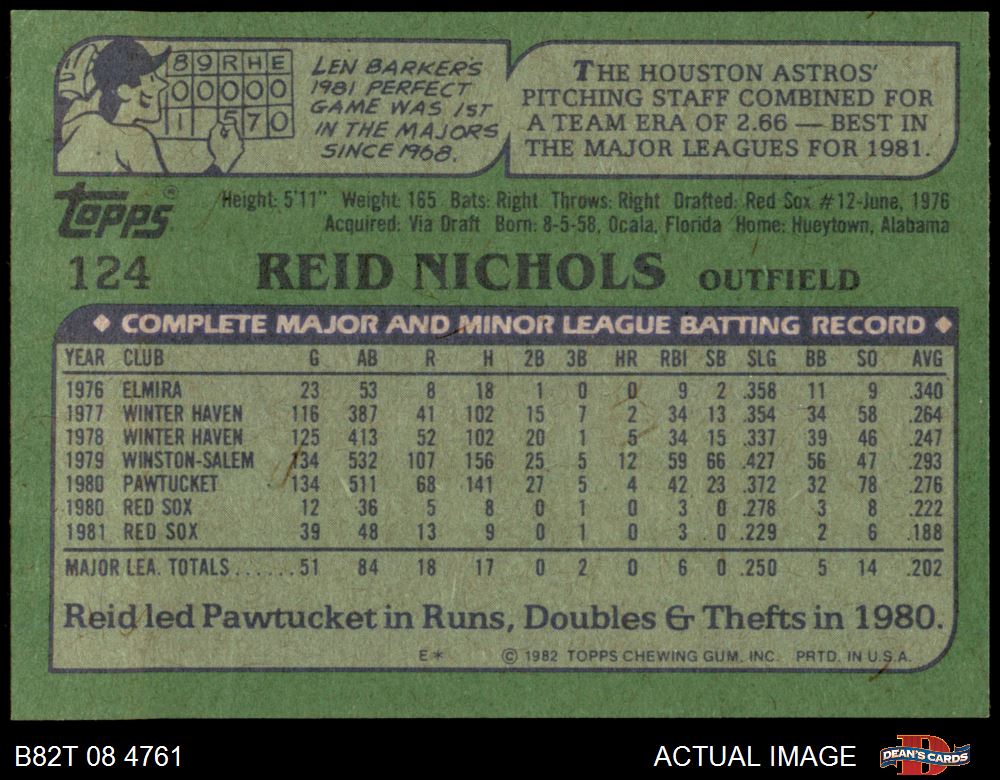 8 9 R H E
0 0 0 0 0
1 5 7 0
LEN BARKER'S
1981 PERFECT
GAME WAS 1ST
IN THE MAJORS
SINCE 1968.
THE HOUSTON ASTROS'
PITCHING STAFF COMBINED FOR
A TEAM ERA OF 2.66 — BEST IN
THE MAJOR LEAGUES FOR 1981.
Topps®
Height: 5'11" Weight: 165 Bats: Right Throws: Right Drafted: Red Sox #12-June, 1976
Acquired: Via Draft Born: 8-5-58, Ocala, Florida Home: Hueytown, Alabama
124 REID NICHOLS OUTFIELD
◆ COMPLETE MAJOR AND MINOR LEAGUE BATTING RECORD ◆
YEAR CLUB G AB R H 2B 3B HR RBI SB SLG BB SO AVG
1976 ELMIRA 23 53 8 18 1 0 0 9 2 .358 11 9 .340
1977 WINTER HAVEN 116 387 41 102 15 7 2 34 13 .354 34 58 .264
1978 WINTER HAVEN 125 413 52 102 20 1 5 34 15 .337 39 46 .247
1979 WINSTON-SALEM 134 532 107 156 25 5 12 59 66 .427 56 47 .293
1980 PAWTUCKET 134 511 68 141 27 5 4 42 23 .372 32 78 .276
1980 RED SOX 12 36 5 8 0 1 0 3 0 .278 3 8 .222
1981 RED SOX 39 48 13 9 0 1 0 3 0 .229 2 6 .188
MAJOR LEA. TOTALS......51 84 18 17 0 2 0 6 0 .250 5 14 .202
Reid led Pawtucket in Runs, Doubles & Thefts in 1980.
E* © 1982 TOPPS CHEWING GUM, INC. PRTD. IN U.S.A.
B82T 08 4761
ACTUAL IMAGE
DEAN'S CARDS